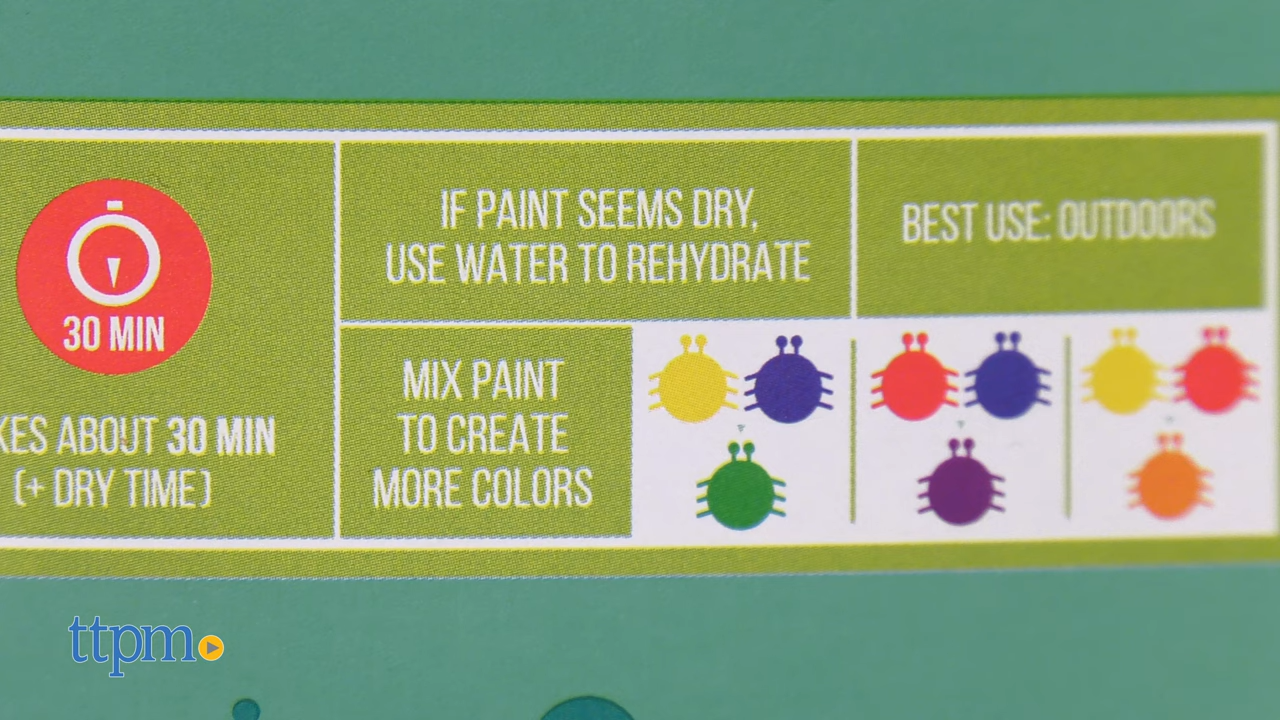 30 MIN
KES ABOUT 30 MIN
(+ DRY TIME)
IF PAINT SEEMS DRY,
USE WATER TO REHYDRATE
BEST USE: OUTDOORS
MIX PAINT
TO CREATE
MORE COLORS
ttpm